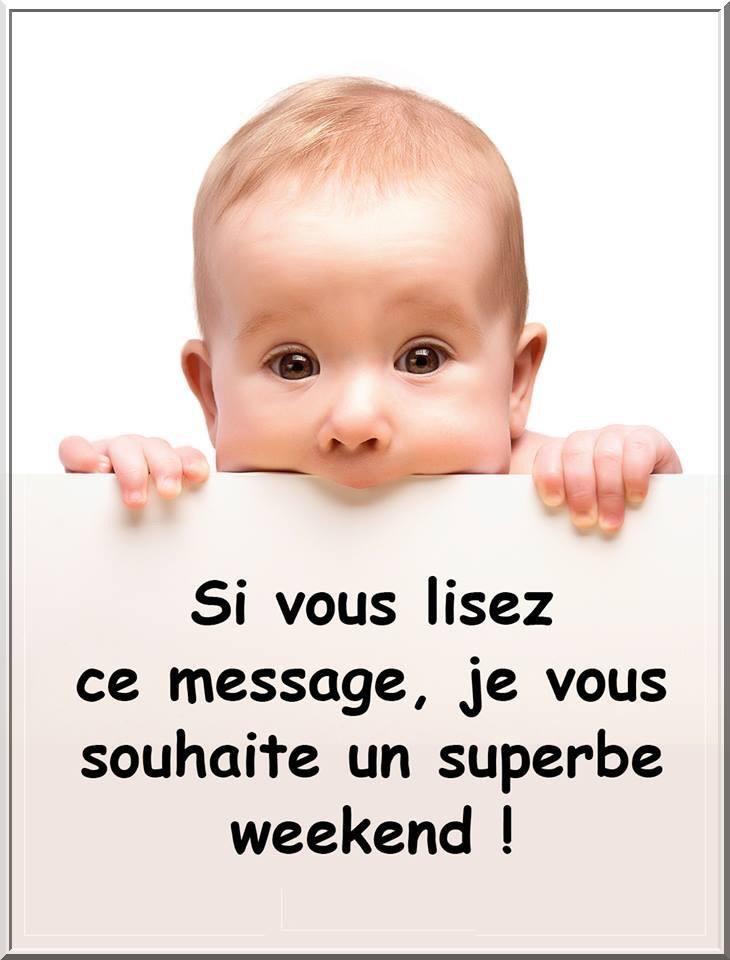 Si vous lisez
ce message, je vous
souhaite un superbe
weekend !